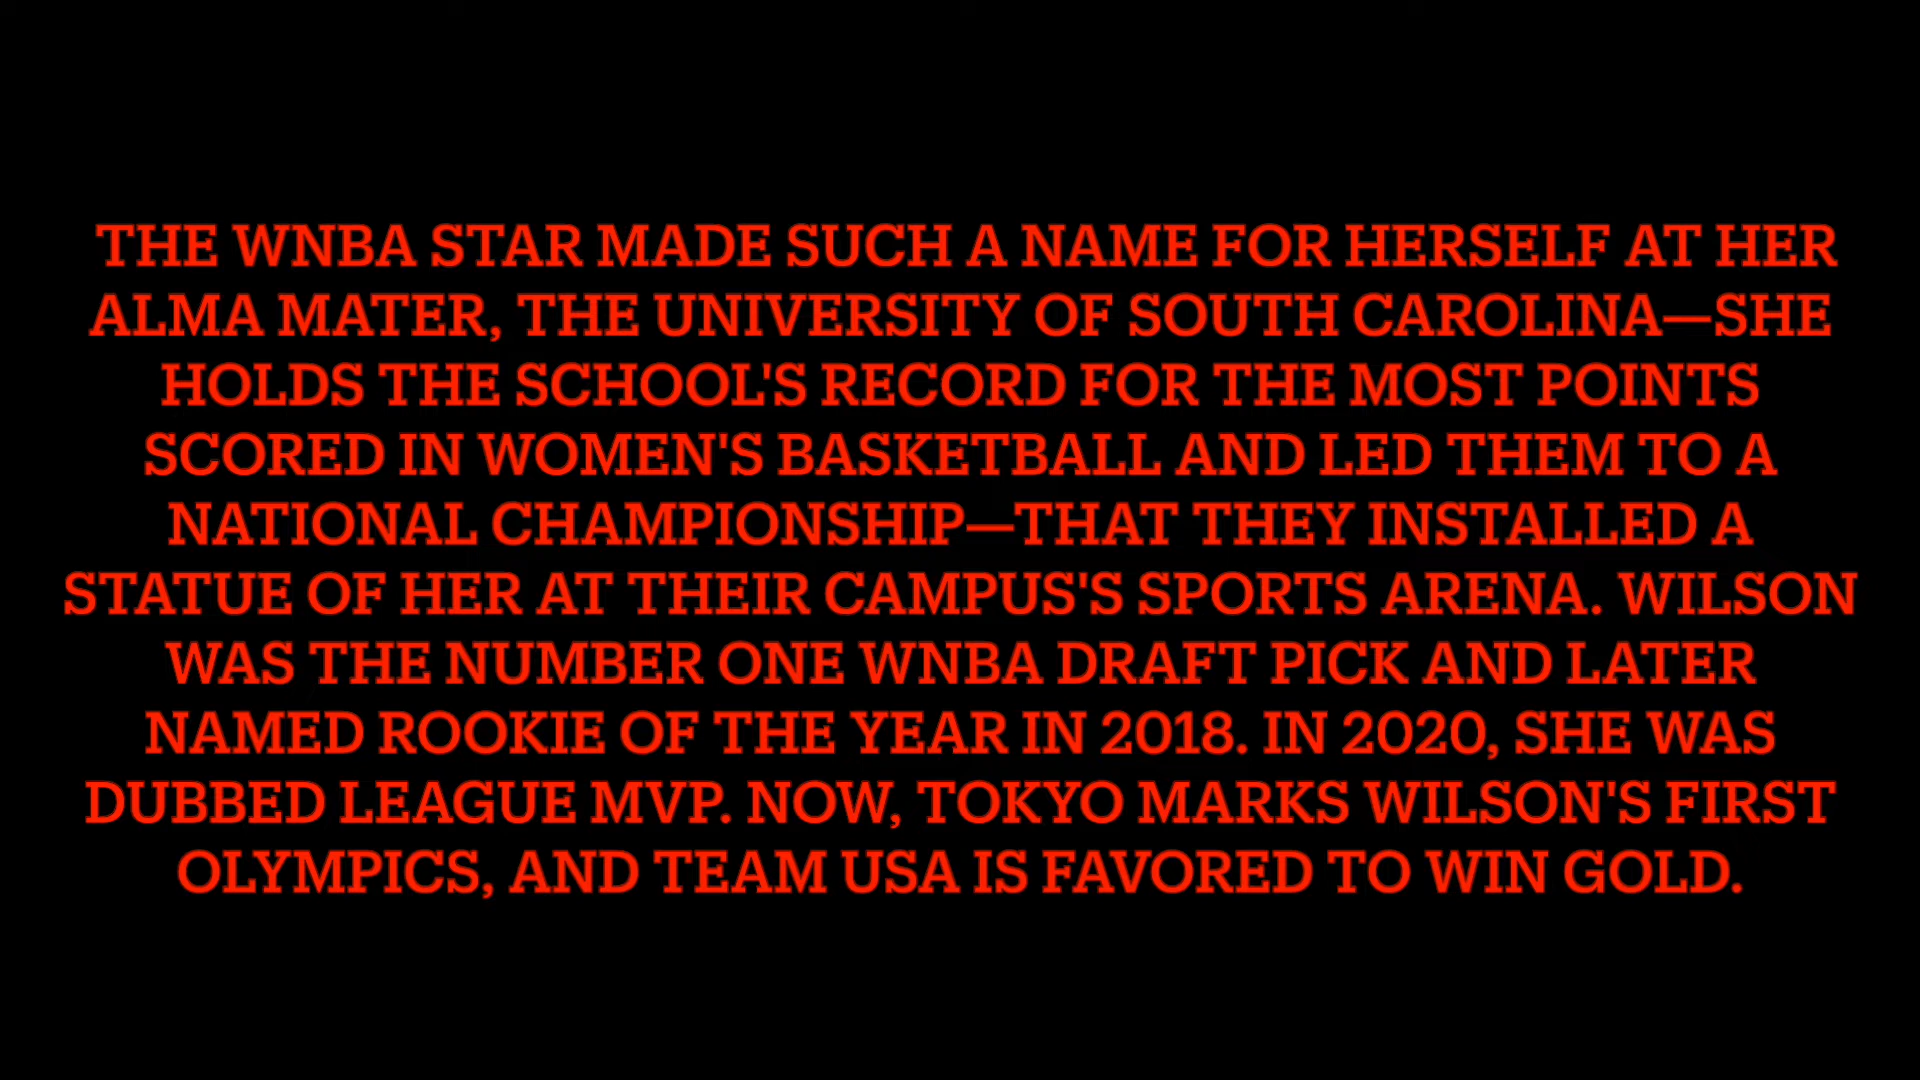 THE WNBA STAR MADE SUCH A NAME FOR HERSELF AT HER
ALMA MATER, THE UNIVERSITY OF SOUTH CAROLINA—SHE
HOLDS THE SCHOOL'S RECORD FOR THE MOST POINTS
SCORED IN WOMEN'S BASKETBALL AND LED THEM TO A
NATIONAL CHAMPIONSHIP—THAT THEY INSTALLED A
STATUE OF HER AT THEIR CAMPUS'S SPORTS ARENA. WILSON
WAS THE NUMBER ONE WNBA DRAFT PICK AND LATER
NAMED ROOKIE OF THE YEAR IN 2018. IN 2020, SHE WAS
DUBBED LEAGUE MVP. NOW, TOKYO MARKS WILSON'S FIRST
OLYMPICS, AND TEAM USA IS FAVORED TO WIN GOLD.